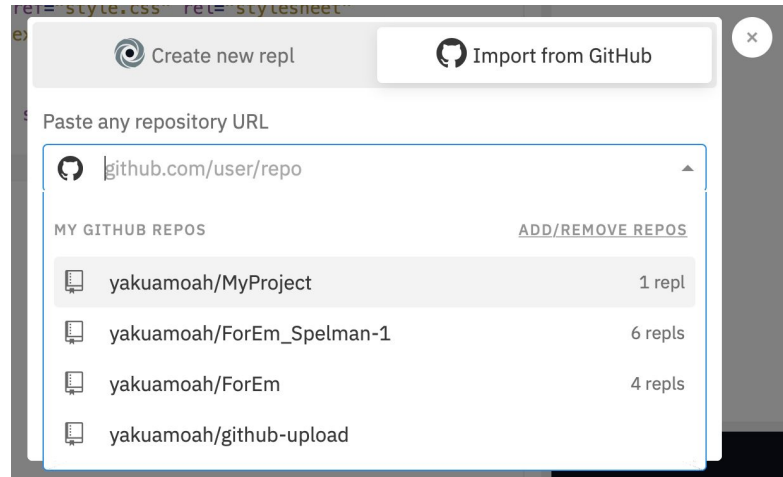 ref="style.css" rel="stylesheet"
Create new repl
Import from GitHub
Paste any repository URL
github.com/user/repo
MY GITHUB REPOS
ADD/REMOVE REPOS
yakuamoah/MyProject
1 repl
yakuamoah/ForEm_Spelman-1
6 repls
yakuamoah/ForEm
4 repls
yakuamoah/github-upload